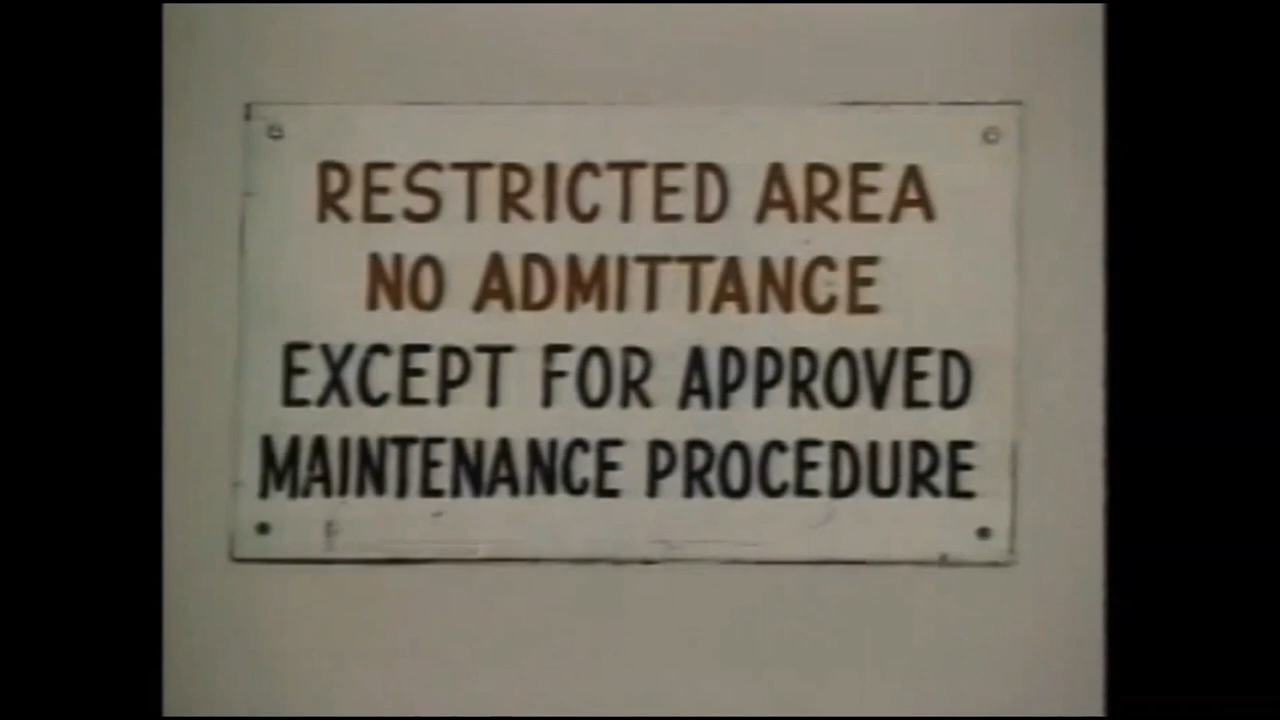 RESTRICTED AREA
NO ADMITTANCE
EXCEPT FOR APPROVED
MAINTENANCE PROCEDURE